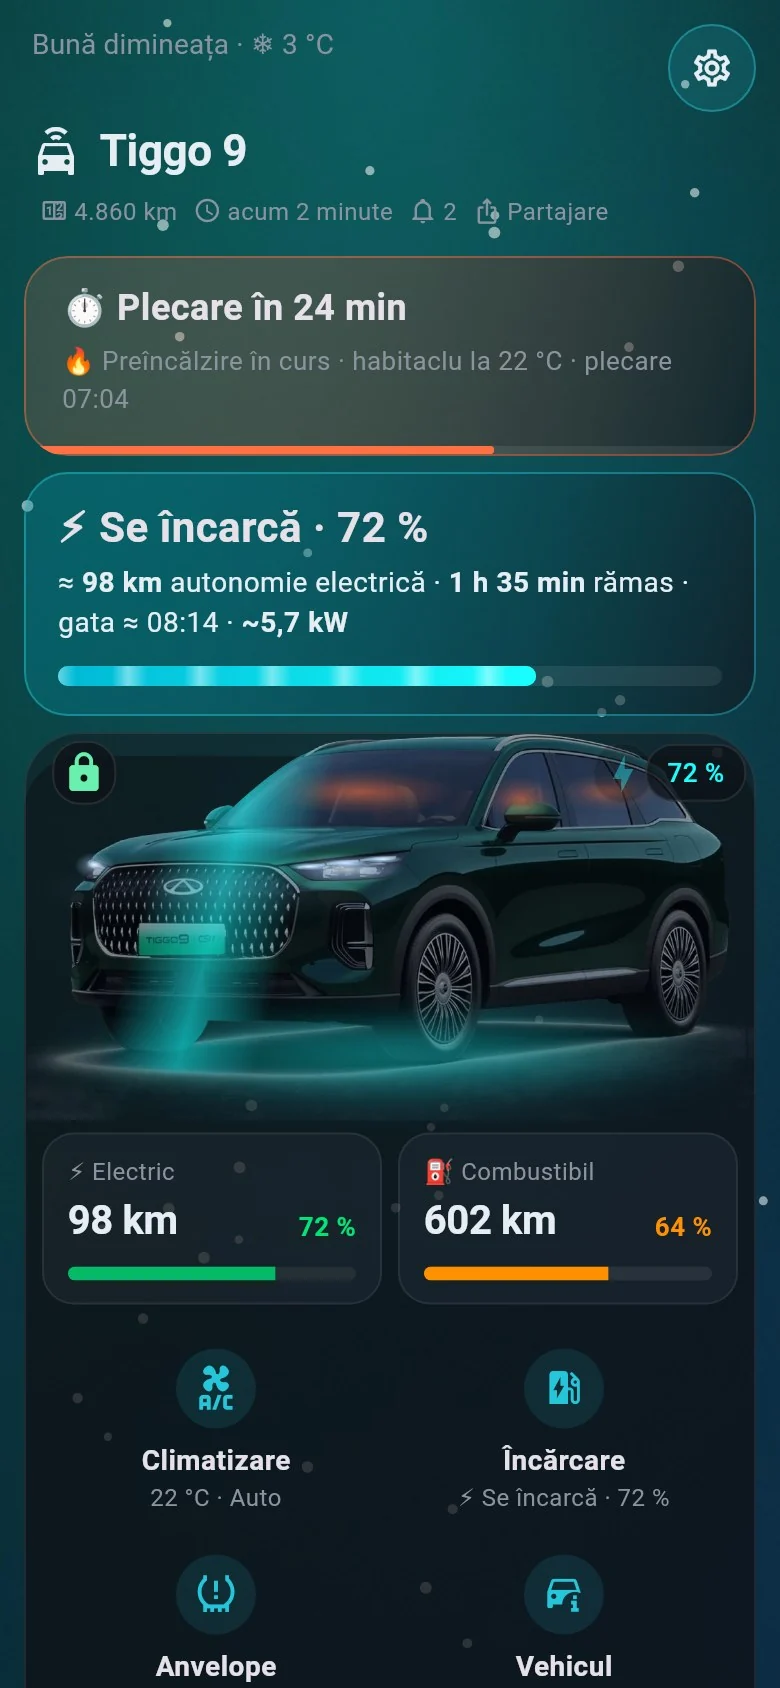 Bună dimineața · ❄ 3 °C
Tiggo 9
4.860 km acum 2 minute 2 Partajare
⏱ Plecare în 24 min
🔥 Preîncălzire în curs · habitaclu la 22 °C · plecare
07:04
⚡ Se încarcă · 72 %
≈ 98 km autonomie electrică · 1 h 35 min rămas ·
gata ≈ 08:14 · ~5,7 kW
72 %
TIGGO9
⚡ Electric
98 km 72 %
⛽ Combustibil
602 km 64 %
A/C
Climatizare
22 °C · Auto
Încărcare
⚡ Se încarcă · 72 %
Anvelope
Vehicul